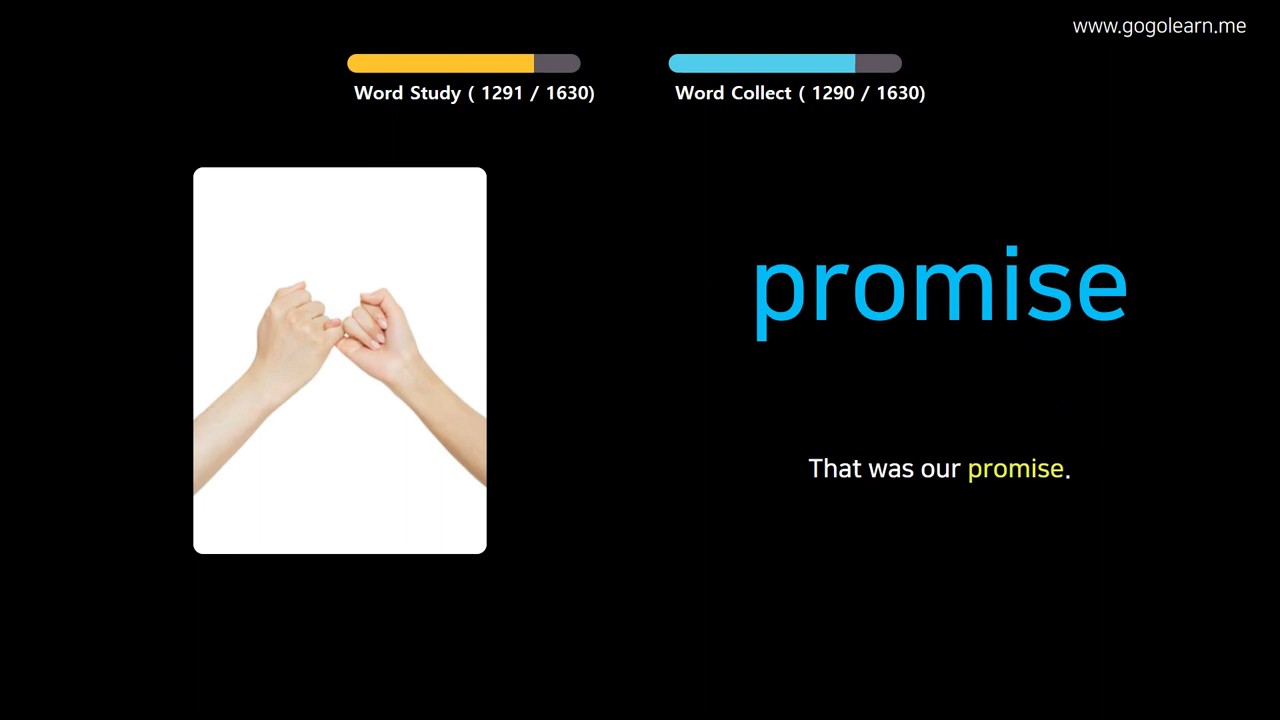 www.gogolearn.me
Word Study ( 1291 / 1630)
Word Collect ( 1290 / 1630)
promise
That was our promise.